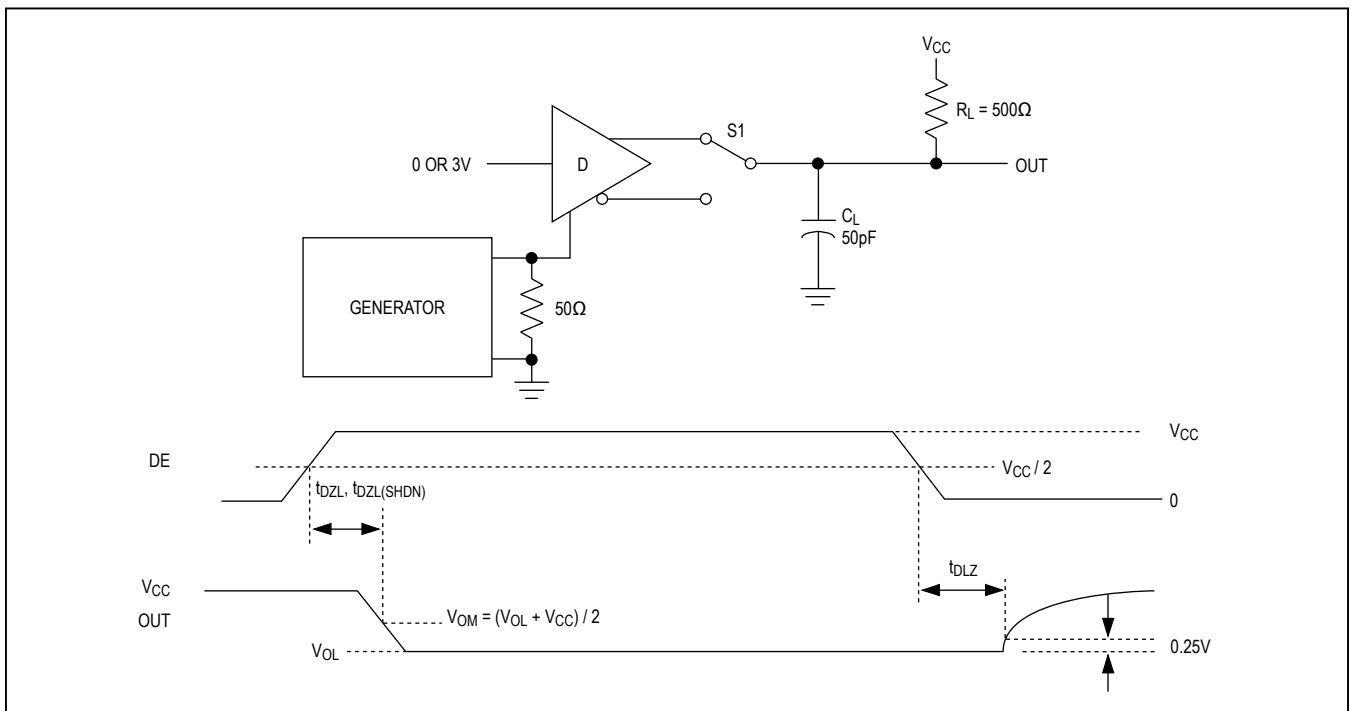 VCC
RL = 500Ω
S1
0 OR 3V
D
OUT
CL
50pF
GENERATOR
50Ω
VCC
DE
VCC / 2
tDZL, tDZL(SHDN)
0
tDLZ
VCC
OUT
VOM = (VOL + VCC) / 2
VOL
0.25V